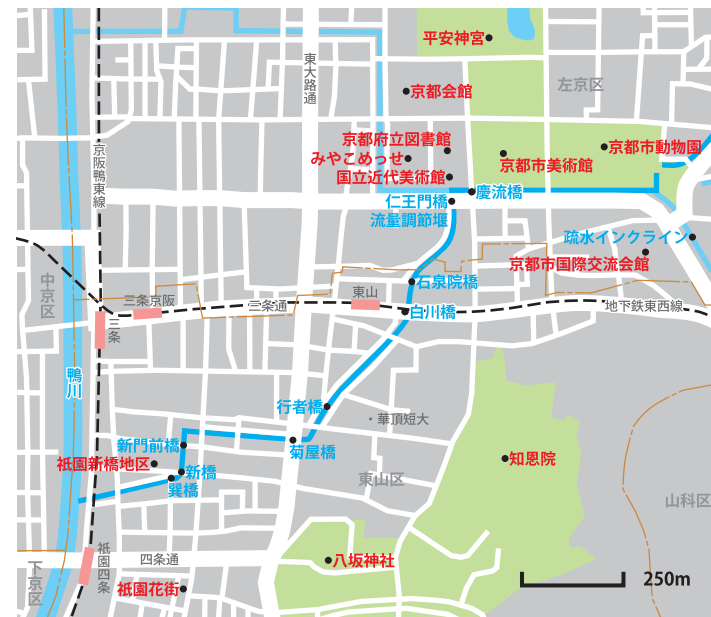 平安神宮
東大路通
左京区
京都会館
京都府立図書館
京都市動物園
みやこめっせ
京都市美術館
国立近代美術館
京阪鴨東線
慶流橋
仁王門橋
流量調節堰
疏水インクライン
京都市国際交流会館
中京区
石泉院橋
東山
三条京阪
三条通
地下鉄東西線
白川橋
三条
鴨川
行者橋
・華頂短大
新門前橋
菊屋橋
祇園新橋地区
知恩院
新橋
東山区
巽橋
山科区
祇園四条
四条通
八坂神社
下京区
祇園花街
250m